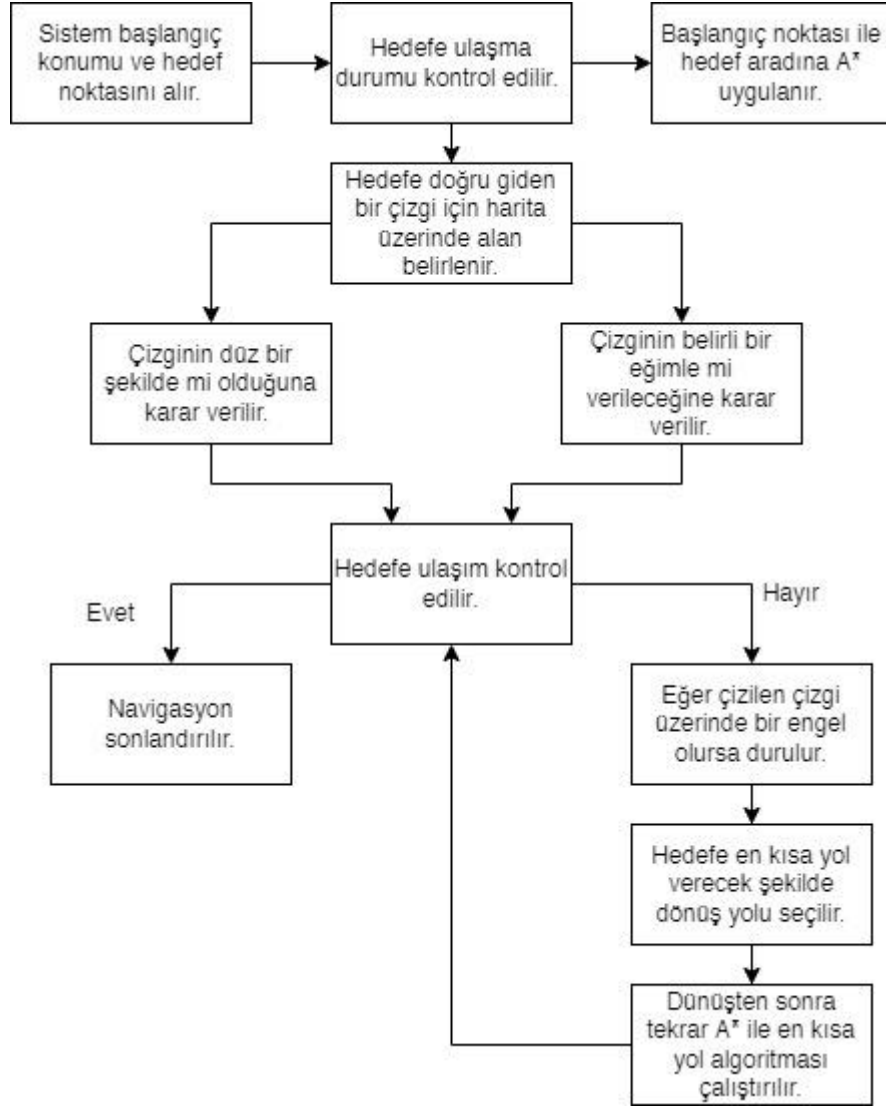 Sistem başlangıç
konumu ve hedef
noktasını alır.
Hedefe ulaşma
durumu kontrol edilir.
Başlangıç noktası ile
hedef aradına A*
uygulanır.
Hedefe doğru giden
bir çizgi için harita
üzerinde alan
belirlenir.
Çizginin düz bir
şekilde mi olduğuna
karar verilir.
Çizginin belirli bir
eğimle mi
verileceğine karar
verilir.
Hedefe ulaşım kontrol
edilir.
Evet
Hayır
Navigasyon
sonlandırılır.
Eğer çizilen çizgi
üzerinde bir engel
olursa durulur.
Hedefe en kısa yol
verecek şekilde
dönüş yolu seçilir.
Dünüşten sonra
tekrar A* ile en kısa
yol algoritması
çalıştırılır.